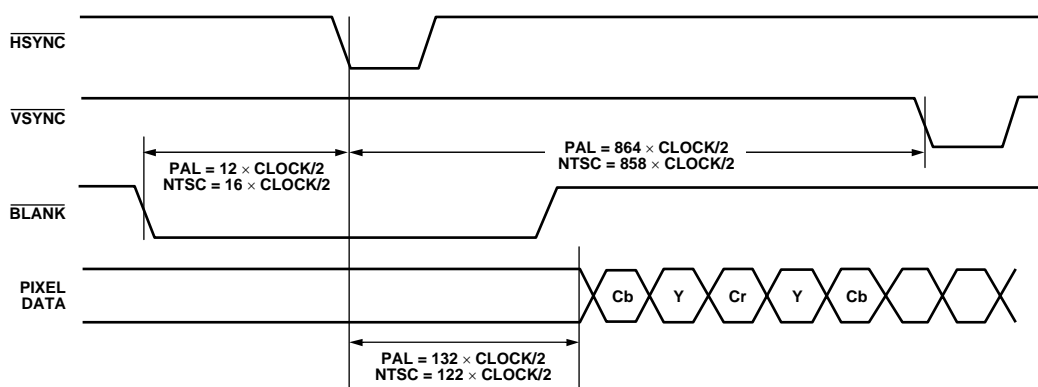 HSYNC
VSYNC
PAL = 12 × CLOCK/2
NTSC = 16 × CLOCK/2
PAL = 864 × CLOCK/2
NTSC = 858 × CLOCK/2
BLANK
PIXEL
DATA
Cb Y Cr Y Cb
PAL = 132 × CLOCK/2
NTSC = 122 × CLOCK/2